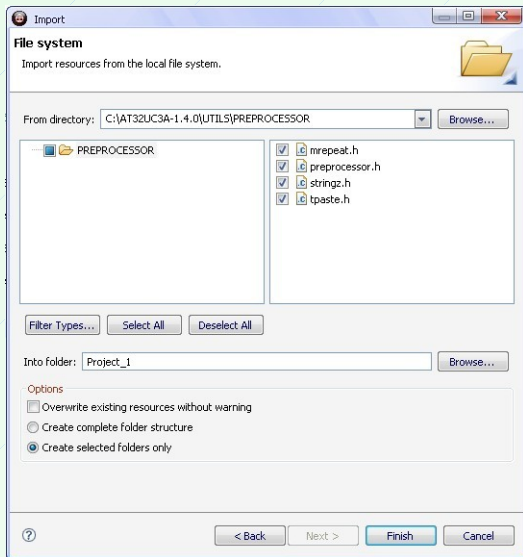 Import
File system
Import resources from the local file system.
From directory: C:\AT32UC3A-1.4.0\UTILS\PREPROCESSOR Browse...
PREPROCESSOR
mrepeat.h
preprocessor.h
stringz.h
tpaste.h
Filter Types... Select All Deselect All
Into folder: Project_1 Browse...
Options
Overwrite existing resources without warning
Create complete folder structure
Create selected folders only
< Back Next > Finish Cancel